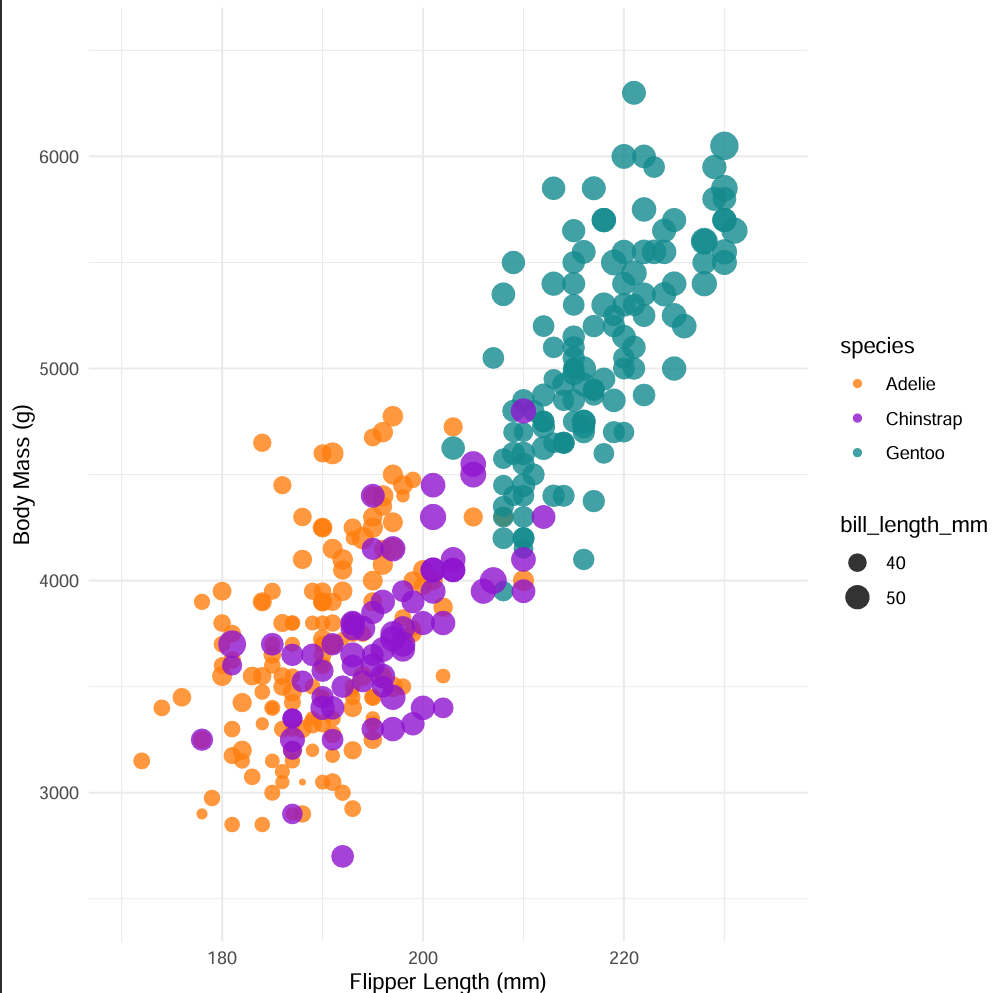 6000
5000
4000
3000
Body Mass (g)
180
200
220
Flipper Length (mm)
species
Adelie
Chinstrap
Gentoo
bill_length_mm
40
50